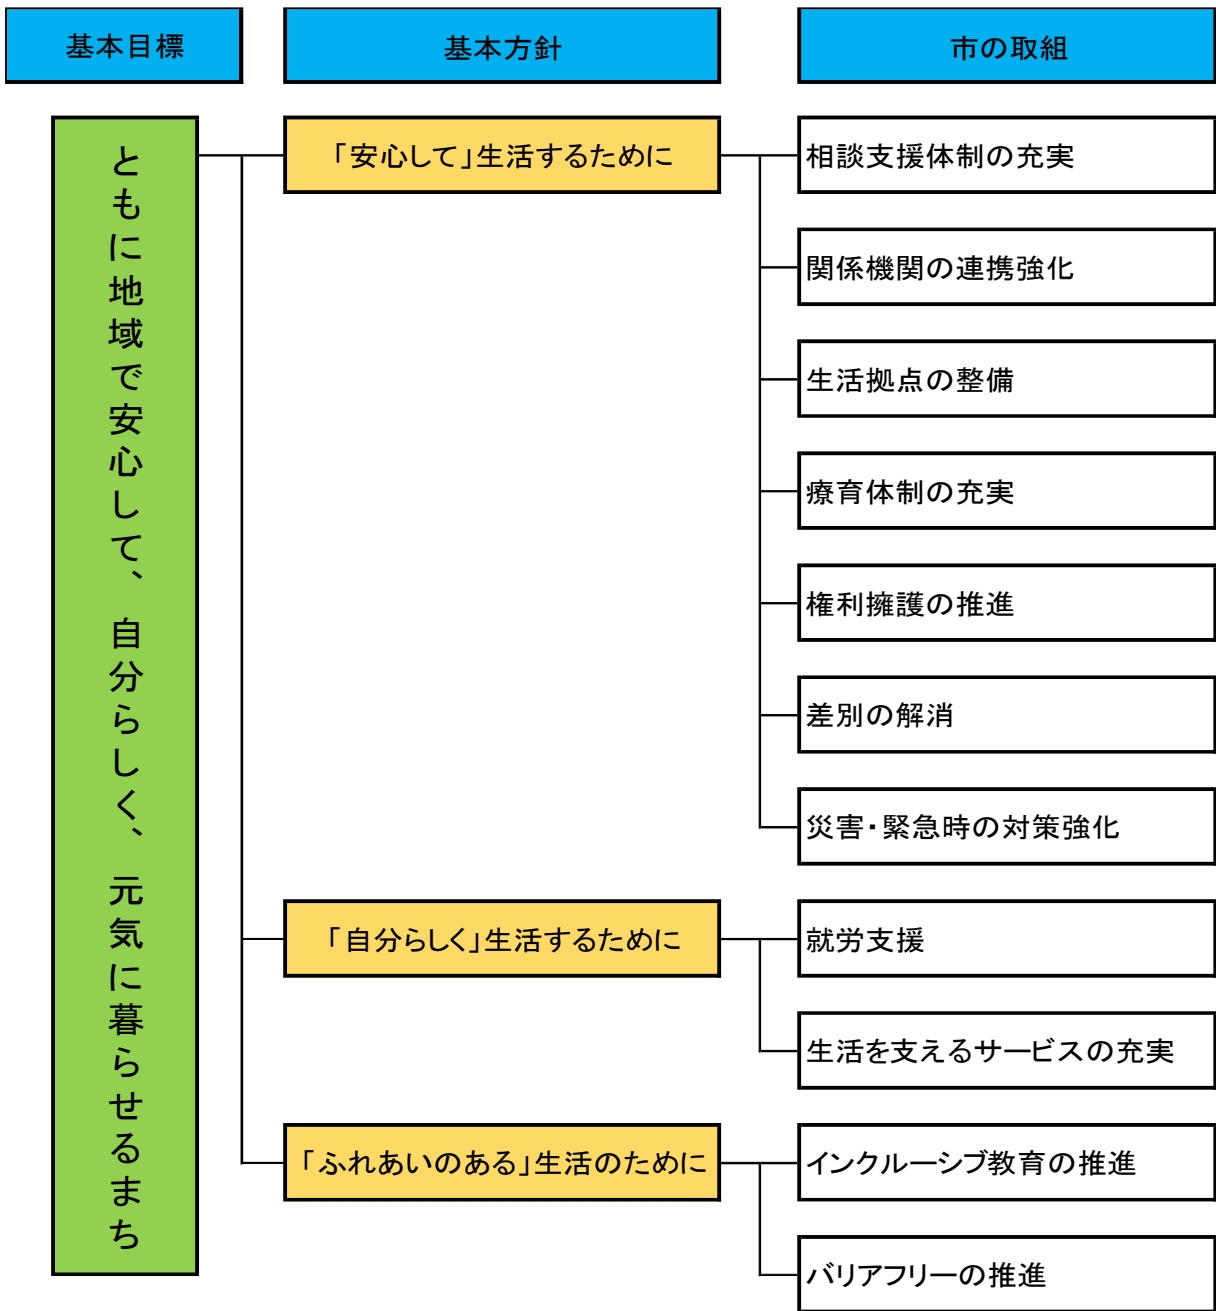 基本目標
基本方針
市の取組
ともに地域で安心して、自分らしく、元気に暮らせるまち
「安心して」生活するために
相談支援体制の充実
関係機関の連携強化
生活拠点の整備
療育体制の充実
権利擁護の推進
差別の解消
災害・緊急時の対策強化
「自分らしく」生活するために
就労支援
生活を支えるサービスの充実
「ふれあいのある」生活のために
インクルーシブ教育の推進
バリアフリーの推進